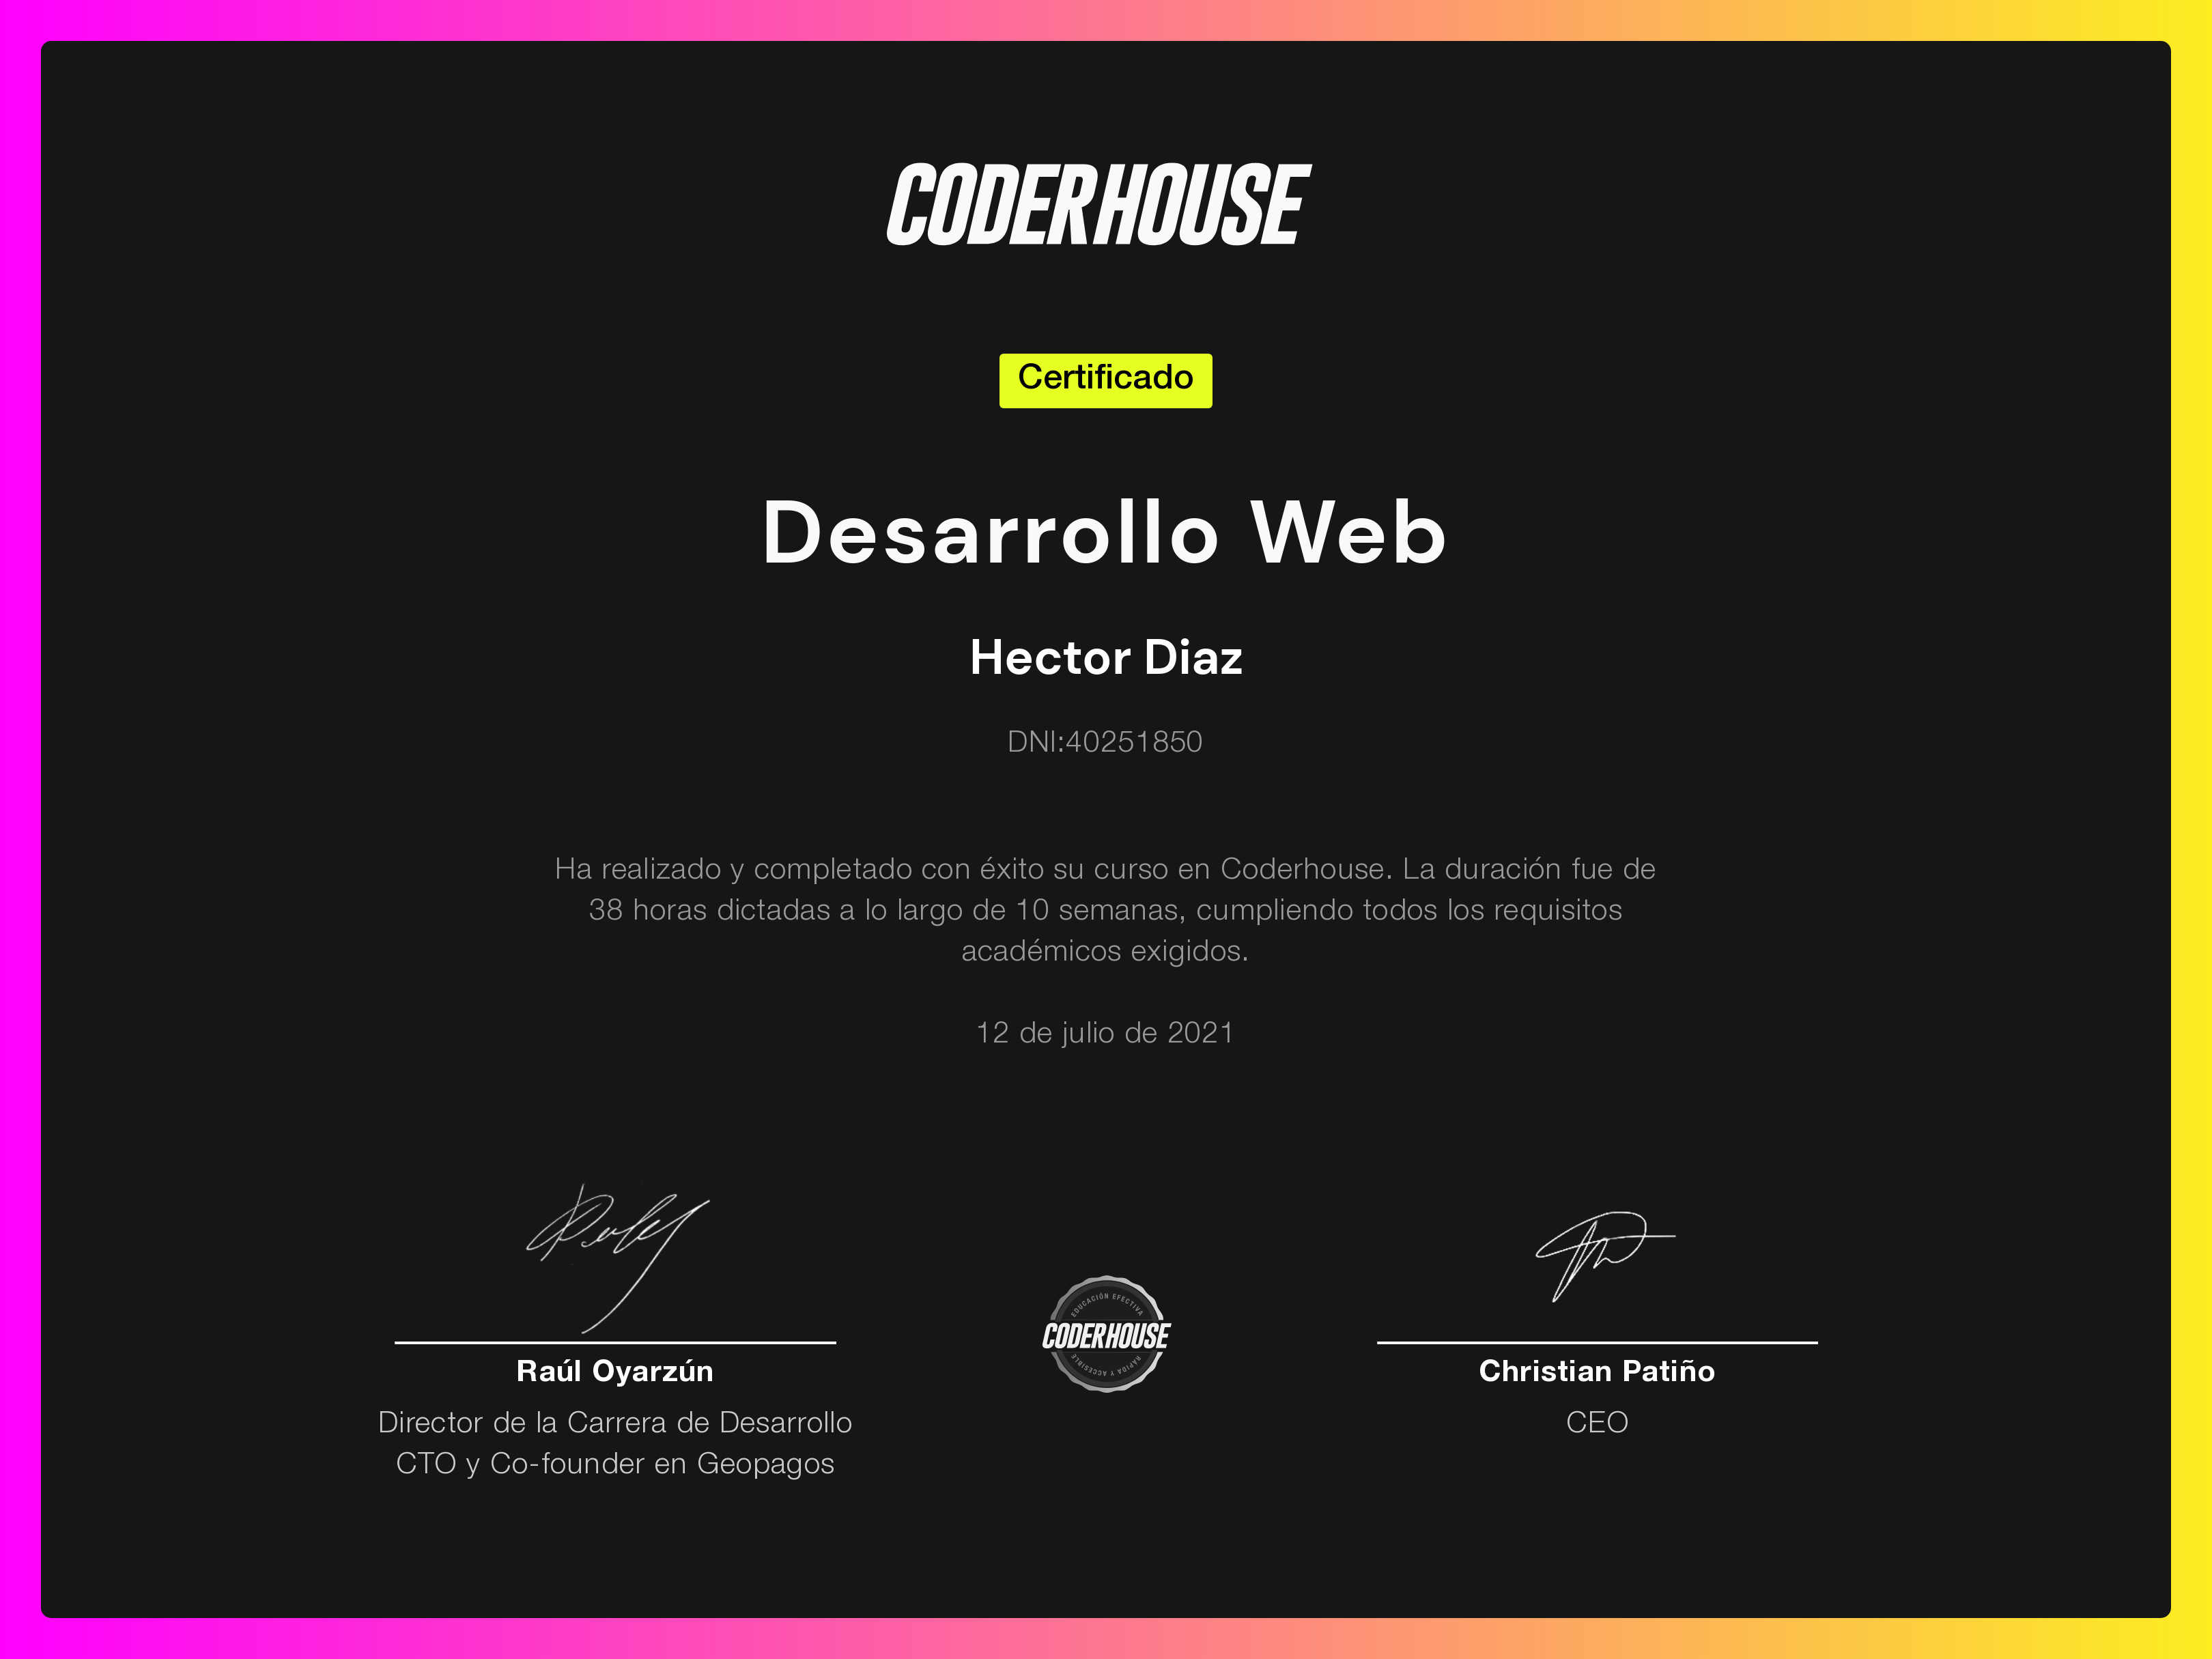 CODERHOUSE
Certificado
Desarrollo Web
Hector Diaz
DNI:40251850
Ha realizado y completado con éxito su curso en Coderhouse. La duración fue de
38 horas dictadas a lo largo de 10 semanas, cumpliendo todos los requisitos
académicos exigidos.
12 de julio de 2021
Raúl Oyarzún
Director de la Carrera de Desarrollo
CTO y Co-founder en Geopagos
EDUCACIÓN EFECTIVA
CODERHOUSE
RAPIDA Y ACCESIBLE
Christian Patiño
CEO